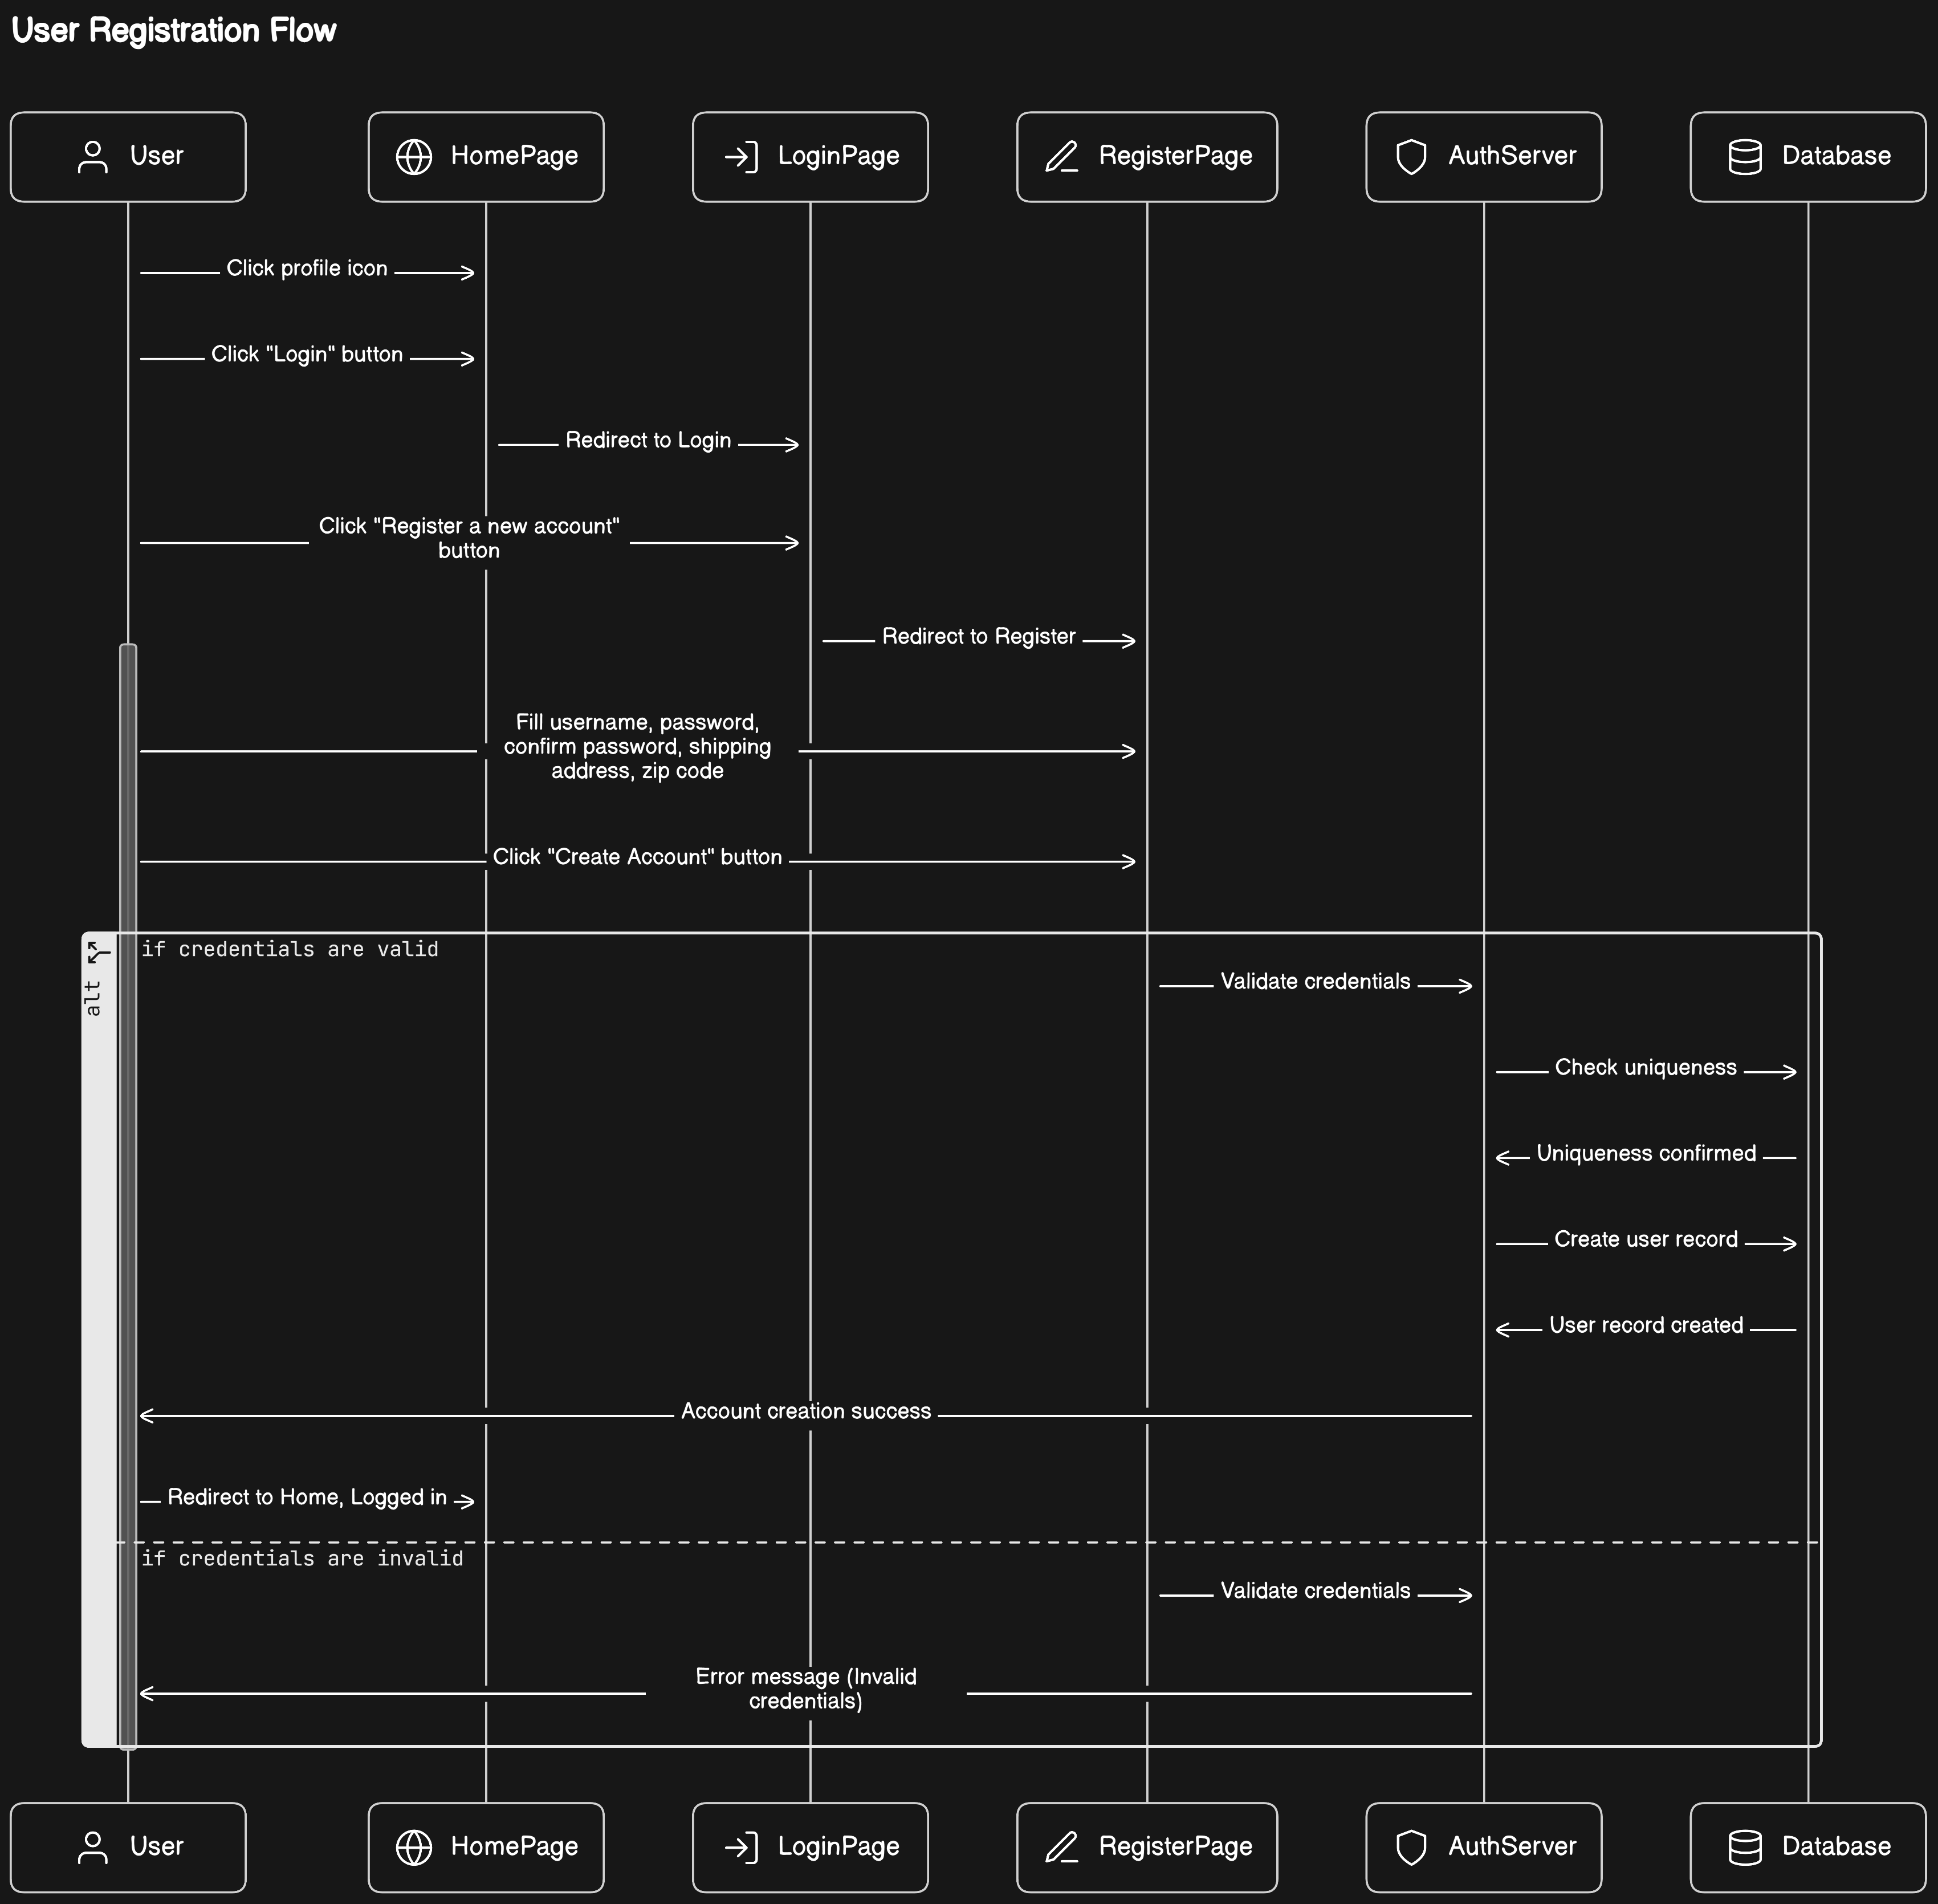 User Registration Flow
User
HomePage
LoginPage
RegisterPage
AuthServer
Database
Click profile icon
Click "Login" button
Redirect to Login
Click "Register a new account"
button
Redirect to Register
Fill username, password,
confirm password, shipping
address, zip code
Click "Create Account" button
alt
if credentials are valid
Validate credentials
Check uniqueness
Uniqueness confirmed
Create user record
User record created
Account creation success
Redirect to Home, Logged in
if credentials are invalid
Validate credentials
Error message (Invalid
credentials)
User
HomePage
LoginPage
RegisterPage
AuthServer
Database